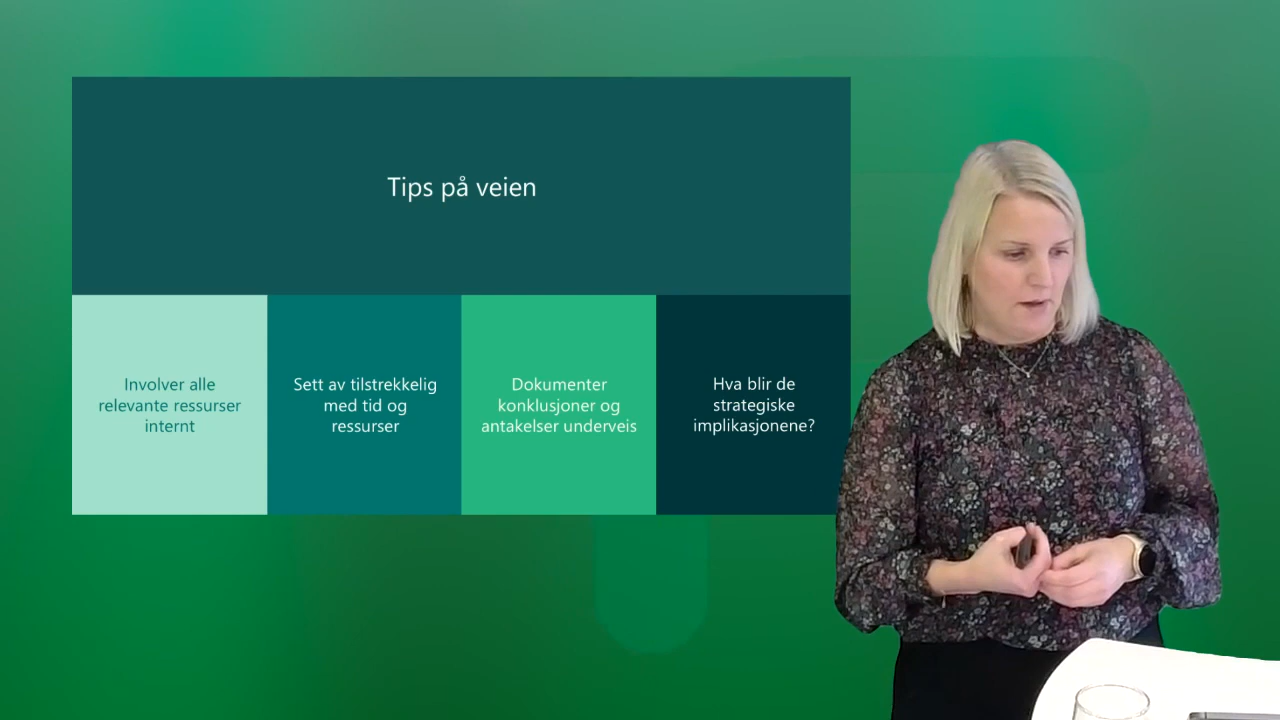 Tips på veien
Involver alle
relevante ressurser
internt
Sett av tilstrekkelig
med tid og
ressurser
Dokumenter
konklusjoner og
antakelser underveis
Hva blir de
strategiske
implikasjonene?